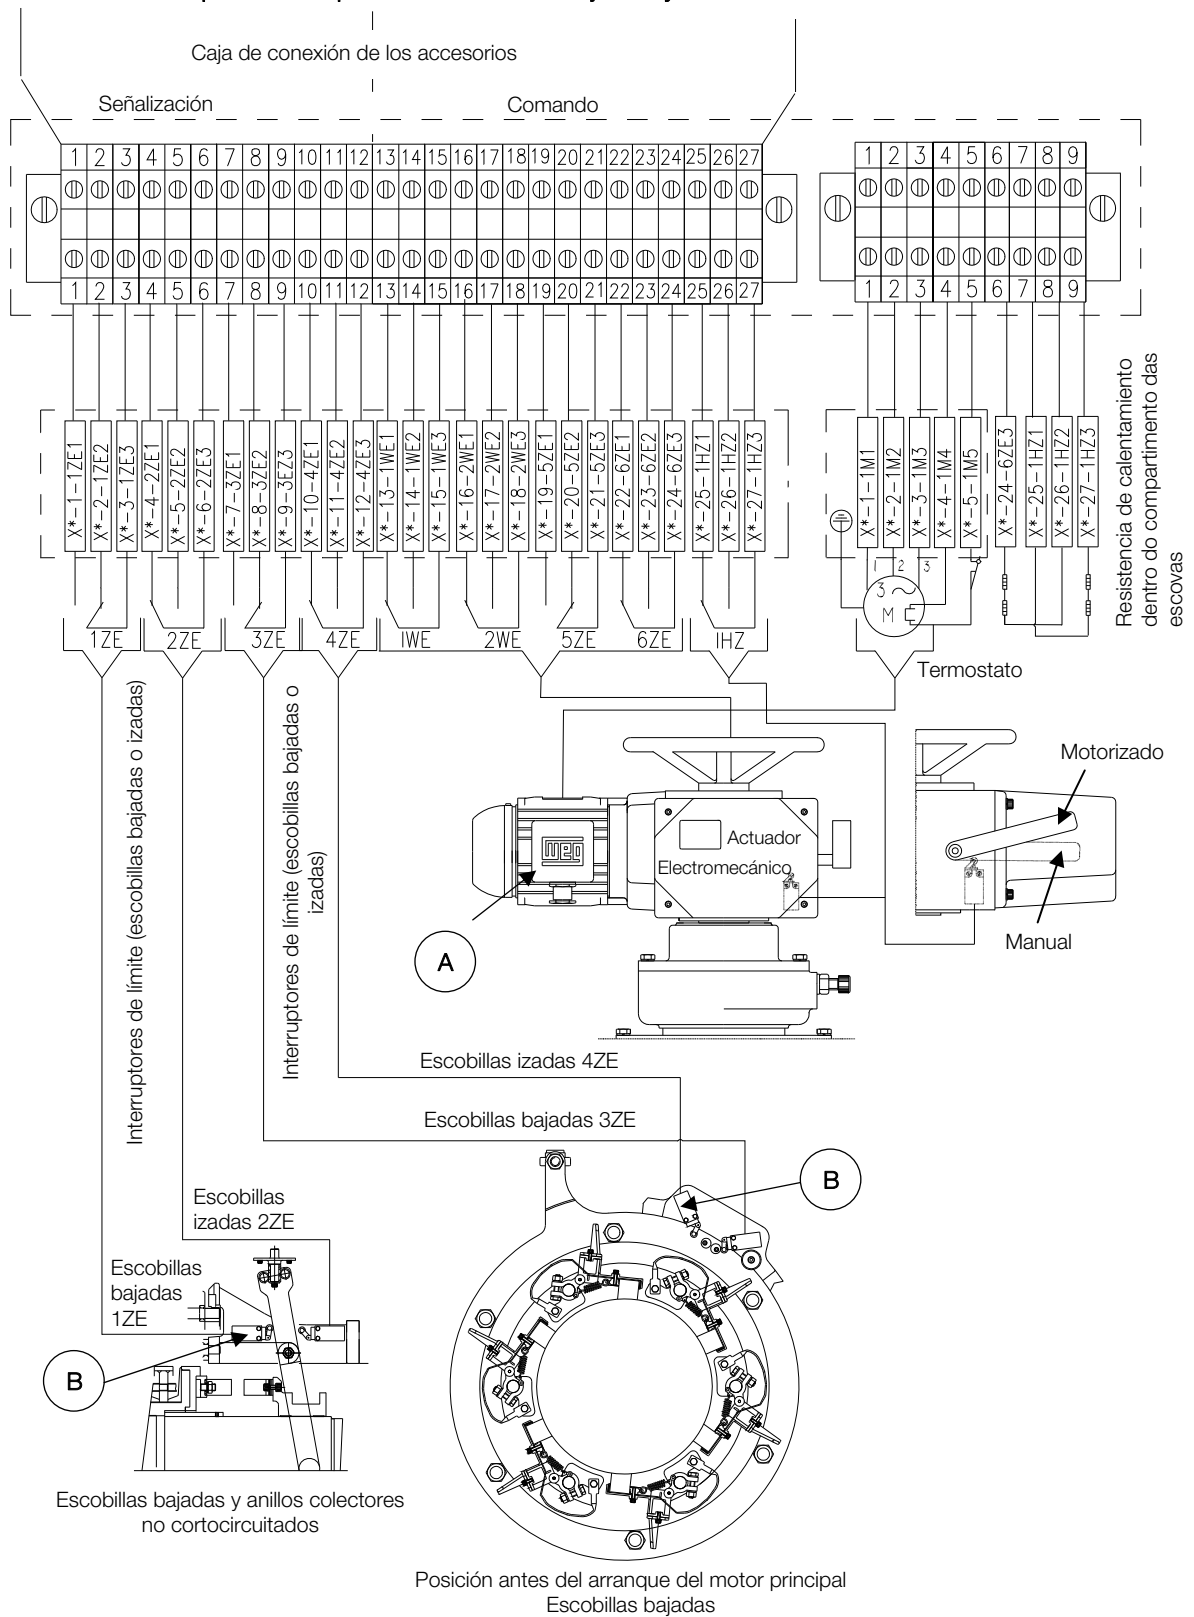 Caja de conexión de los accesorios
Señalización
Comando
1 2 3 4 5 6 7 8 9 10 11 12 13 14 15 16 17 18 19 20 21 22 23 24 25 26 27
1 2 3 4 5 6 7 8 9
1 2 3 4 5 6 7 8 9 10 11 12 13 14 15 16 17 18 19 20 21 22 23 24 25 26 27
1 2 3 4 5 6 7 8 9
X*-1-1ZE1
X*-2-1ZE2
X*-3-1ZE3
X*-4-2ZE1
X*-5-2ZE2
X*-6-2ZE3
X*-7-3ZE1
X*-8-3ZE2
X*-9-3EZ3
X*-10-4ZE1
X*-11-4ZE2
X*-12-4ZE3
X*-13-1WE1
X*-14-1WE2
X*-15-1WE3
X*-16-2WE1
X*-17-2WE2
X*-18-2WE3
X*-19-5ZE1
X*-20-5ZE2
X*-21-5ZE3
X*-22-6ZE1
X*-23-6ZE2
X*-24-6ZE3
X*-25-1HZ1
X*-26-1HZ2
X*-27-1HZ3
X*-1-1M1
X*-2-1M2
X*-3-1M3
X*-4-1M4
X*-5-1M5
X*-24-6ZE3
X*-25-1HZ1
X*-26-1HZ2
X*-27-1HZ3
Resistencia de calentamiento
dentro do compartimento das
escovas
1 2 3
3
M
1ZE 2ZE 3ZE 4ZE IWE 2WE 5ZE 6ZE IHZ
Termostato
Interruptores de límite (escobillas bajadas o izadas)
Interruptores de límite (escobillas bajadas o
izadas)
Motorizado
Actuador
Electromecánico
WEG
Manual
A
Escobillas izadas 4ZE
Escobillas bajadas 3ZE
B
Escobillas
izadas 2ZE
Escobillas
bajadas
1ZE
B
Escobillas bajadas y anillos colectores
no cortocircuitados
Posición antes del arranque del motor principal
Escobillas bajadas